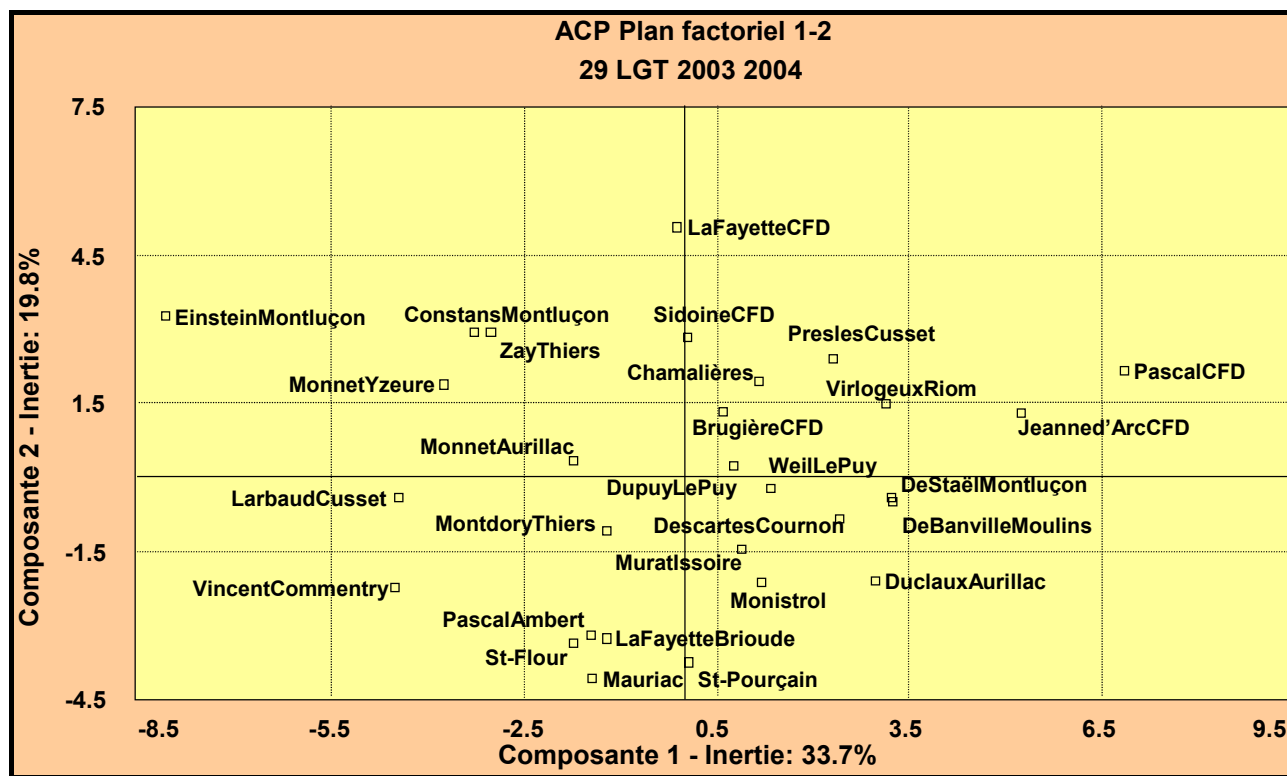 ACP Plan factoriel 1-2
29 LGT 2003 2004
7.5
4.5
1.5
-1.5
-4.5
Composante 2 - Inertie: 19.8%
LaFayetteCFD
EinsteinMontluçon
ConstansMontluçon
SidoineCFD
ZayThiers
PreslesCusset
Chamalières
PascalCFD
MonnetYzeure
VirlogeuxRiom
BrugièreCFD
Jeanned’ArcCFD
MonnetAurillac
WeilLePuy
DupuyLePuy
DeStaëlMontluçon
LarbaudCusset
MontdoryThiers
DescartesCournon
DeBanvilleMoulins
MuratIssoire
VincentCommentry
DuclauxAurillac
Monistrol
PascalAmbert
LaFayetteBrioude
St-Flour
Mauriac
St-Pourçain
-8.5 -5.5 -2.5 0.5 3.5 6.5 9.5
Composante 1 - Inertie: 33.7%